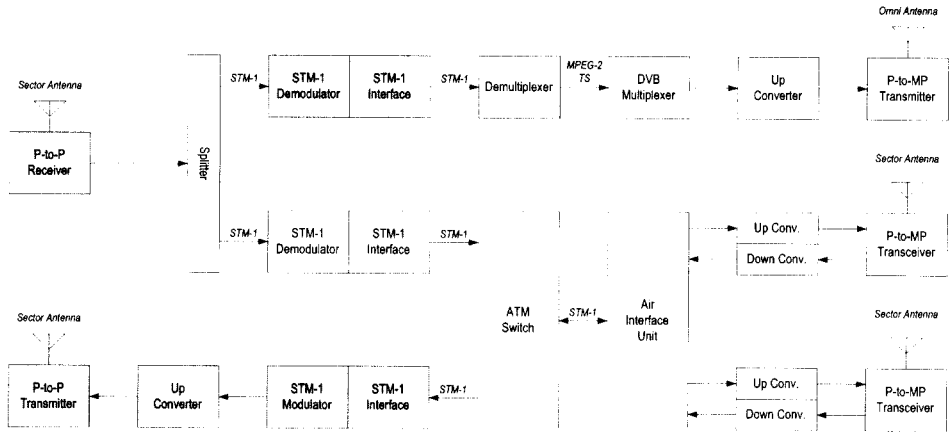 Omni Antenna
Sector Antenna
STM-1
STM-1
Demodulator
STM-1
Interface
STM-1
Demultiplexer
MPEG-2
TS
DVB
Multiplexer
Up
Converter
P-to-MP
Transmitter
P-to-P
Receiver
Splitter
Sector Antenna
STM-1
STM-1
Demodulator
STM-1
Interface
STM-1
Up Conv.
Down Conv.
P-to-MP
Transceiver
ATM
Switch
STM-1
Air
Interface
Unit
Sector Antenna
Sector Antenna
P-to-P
Transmitter
Up
Converter
STM-1
Modulator
STM-1
Interface
STM-1
Up Conv.
Down Conv.
P-to-MP
Transceiver